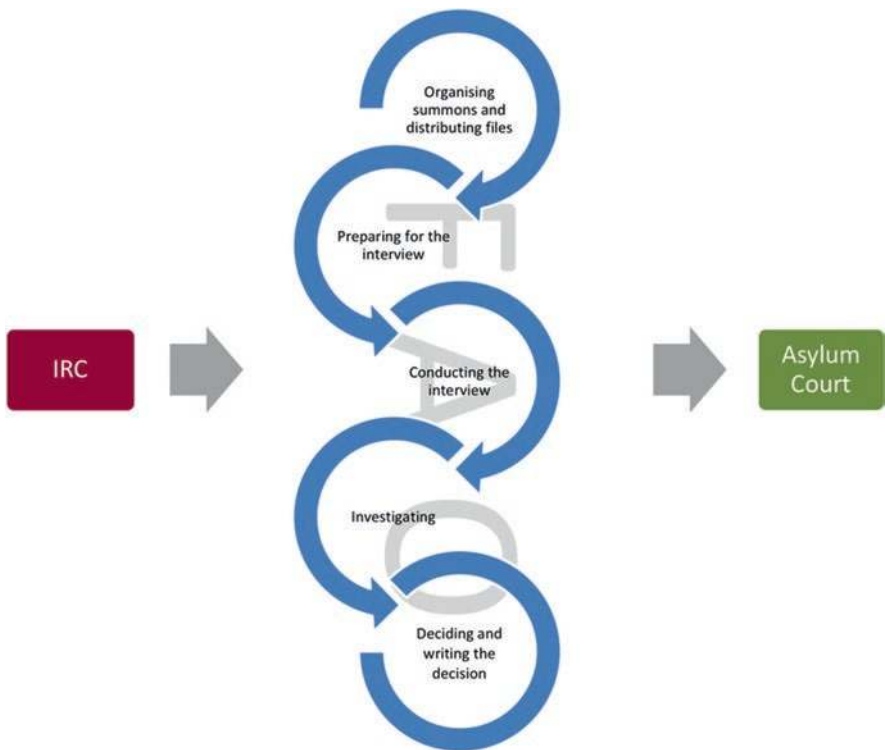 Organising
summons and
distributing files
Preparing for the
interview
IRC
Conducting the
interview
Asylum
Court
Investigating
Deciding and
writing the
decision
FAO